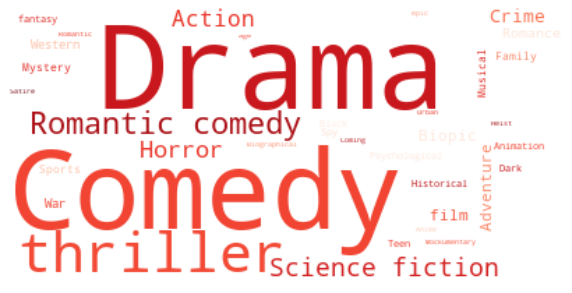 fantasy
Action
epic
Crime
Romantic
age
Romance
Western
Drama
Musical
Family
Mystery
Satire
urban
Romantic comedy
Black
Heist
Spy
Biopic
Coming
Horror
Biographical
Animation
Psychological
Comedy
Sports
Dark
Adventure
Historical
War
film
anime
thriller
Teen
Mockumentary
Science fiction